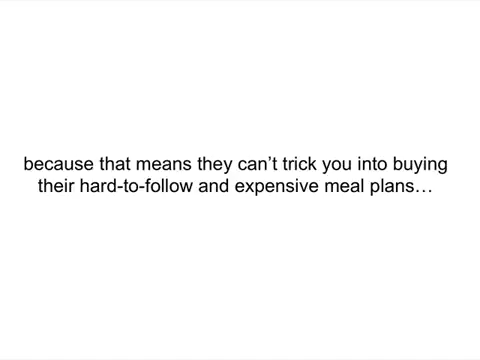 because that means they can’t trick you into buying
their hard-to-follow and expensive meal plans…